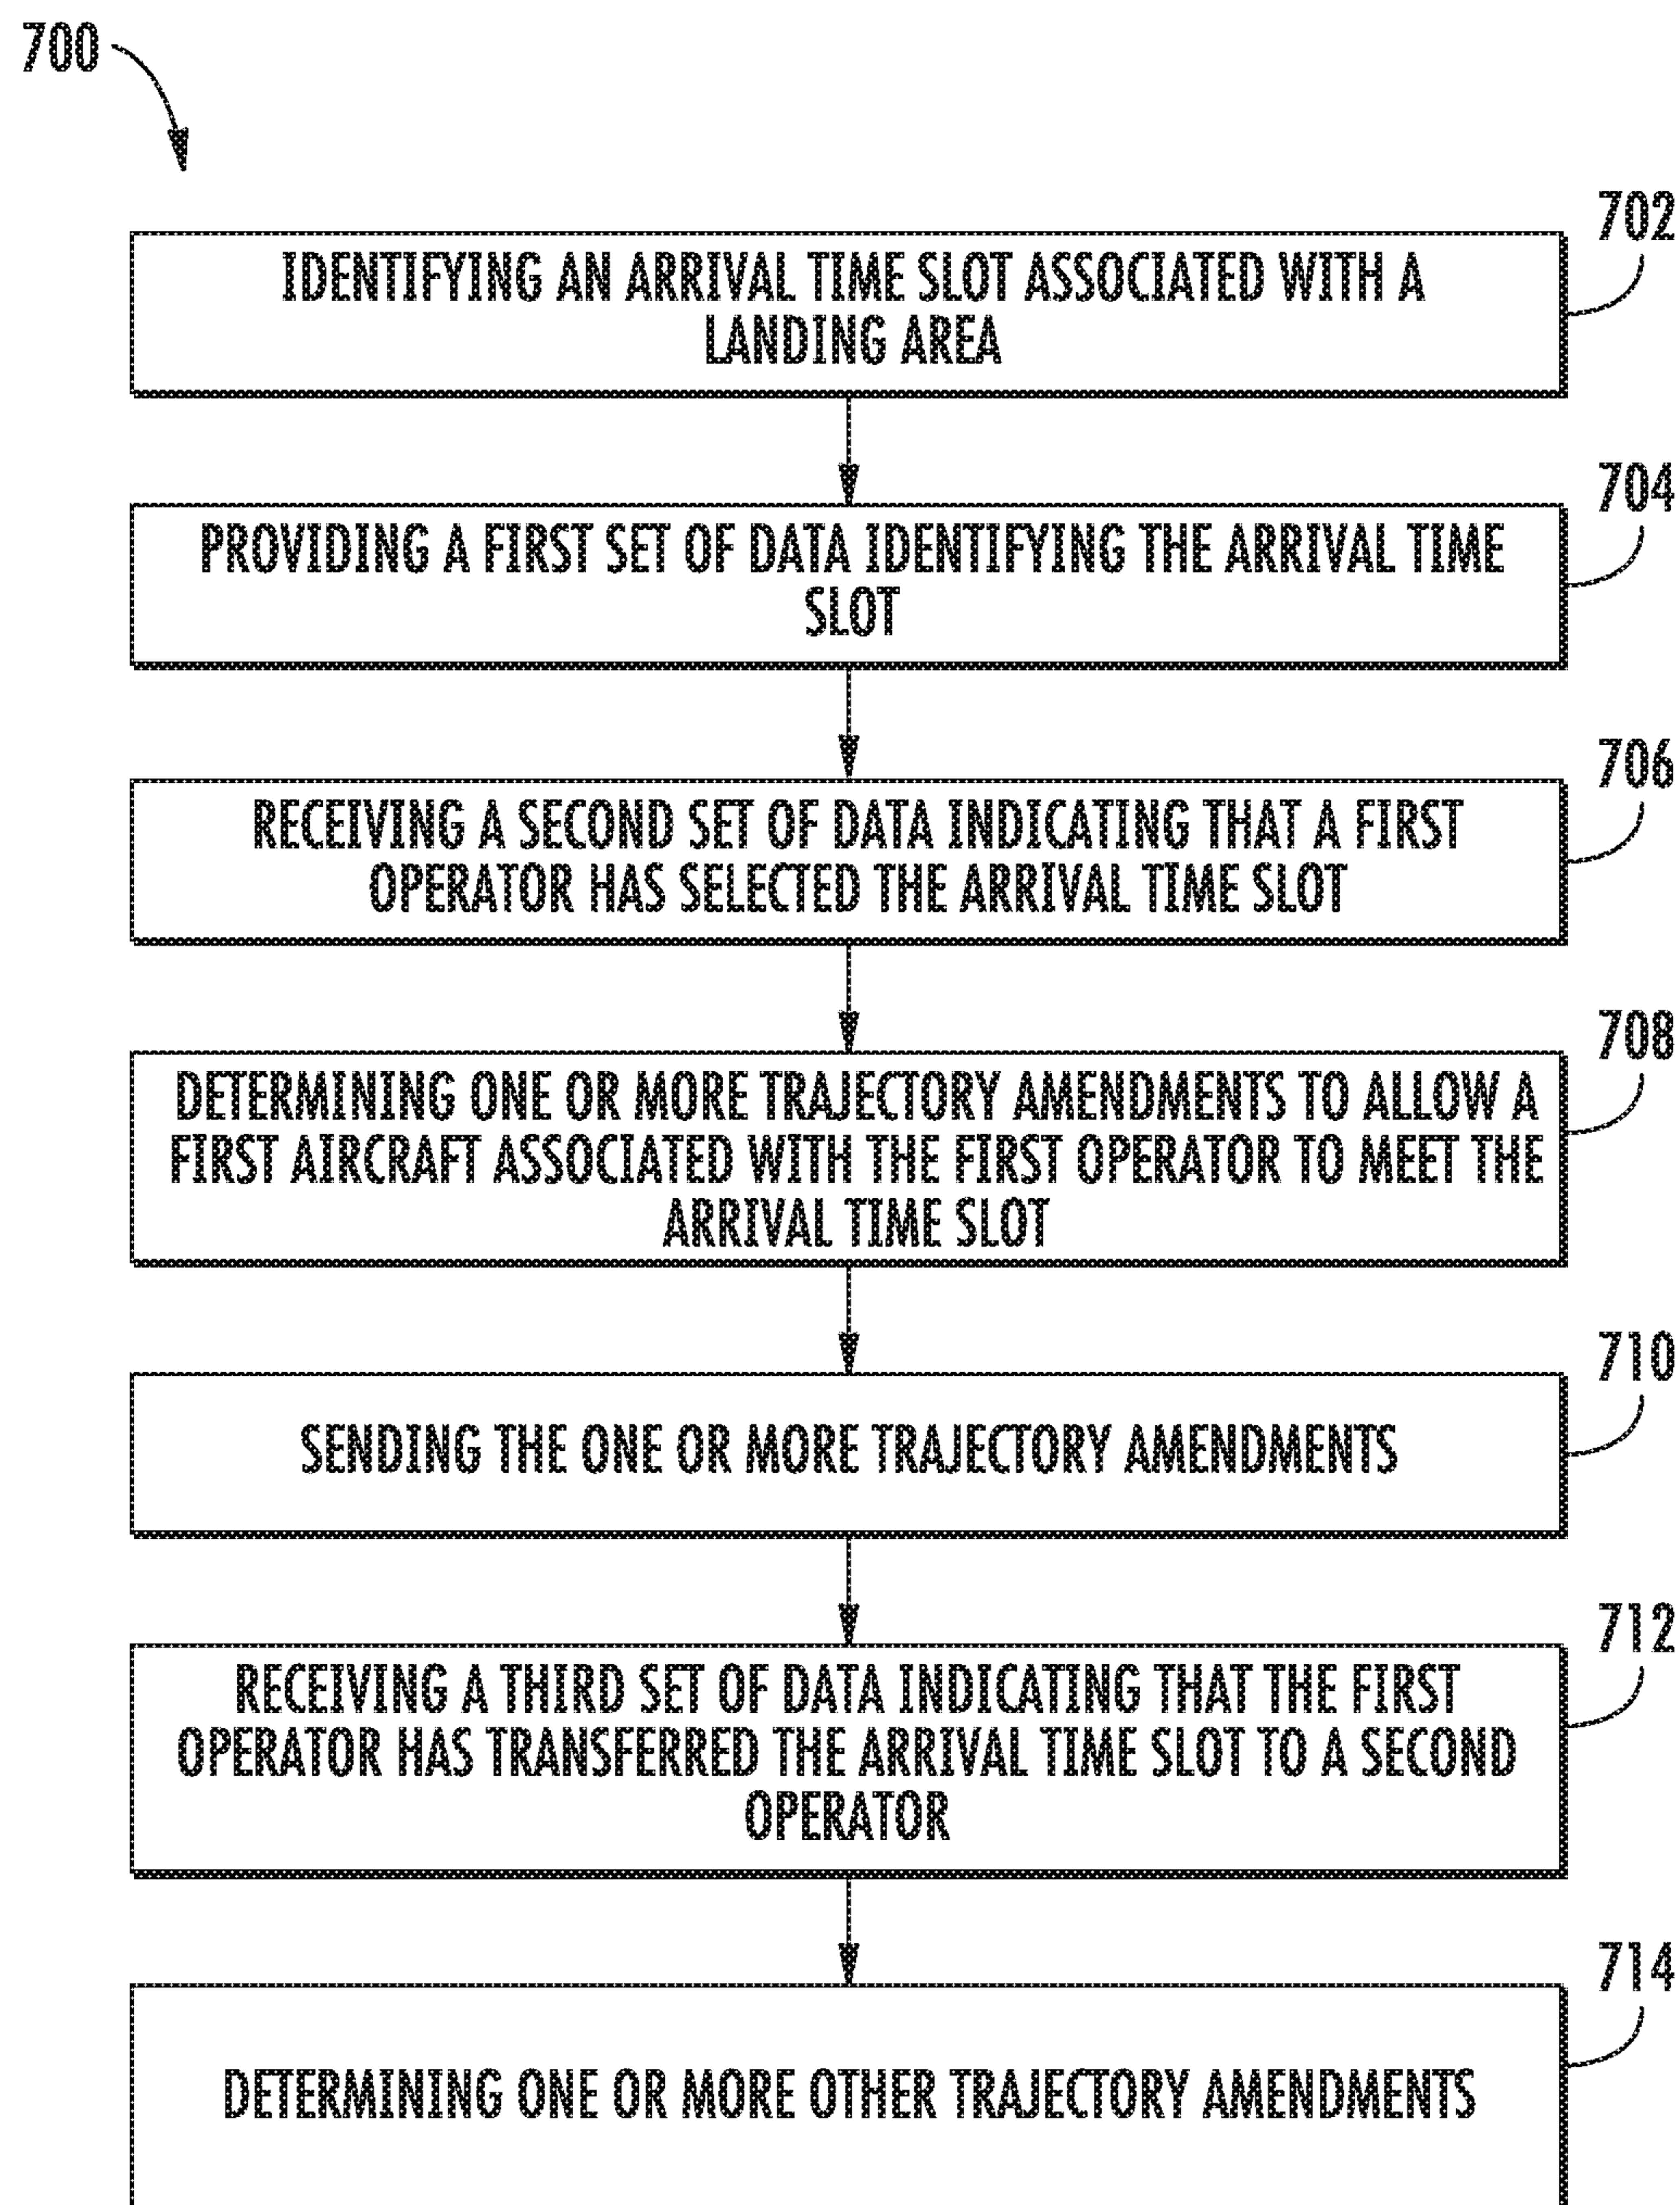 700
702
IDENTIFYING AN ARRIVAL TIME SLOT ASSOCIATED WITH A
LANDING AREA
704
PROVIDING A FIRST SET OF DATA IDENTIFYING THE ARRIVAL TIME
SLOT
706
RECEIVING A SECOND SET OF DATA INDICATING THAT A FIRST
OPERATOR HAS SELECTED THE ARRIVAL TIME SLOT
708
DETERMINING ONE OR MORE TRAJECTORY AMENDMENTS TO ALLOW A
FIRST AIRCRAFT ASSOCIATED WITH THE FIRST OPERATOR TO MEET THE
ARRIVAL TIME SLOT
710
SENDING THE ONE OR MORE TRAJECTORY AMENDMENTS
712
RECEIVING A THIRD SET OF DATA INDICATING THAT THE FIRST
OPERATOR HAS TRANSFERRED THE ARRIVAL TIME SLOT TO A SECOND
OPERATOR
714
DETERMINING ONE OR MORE OTHER TRAJECTORY AMENDMENTS